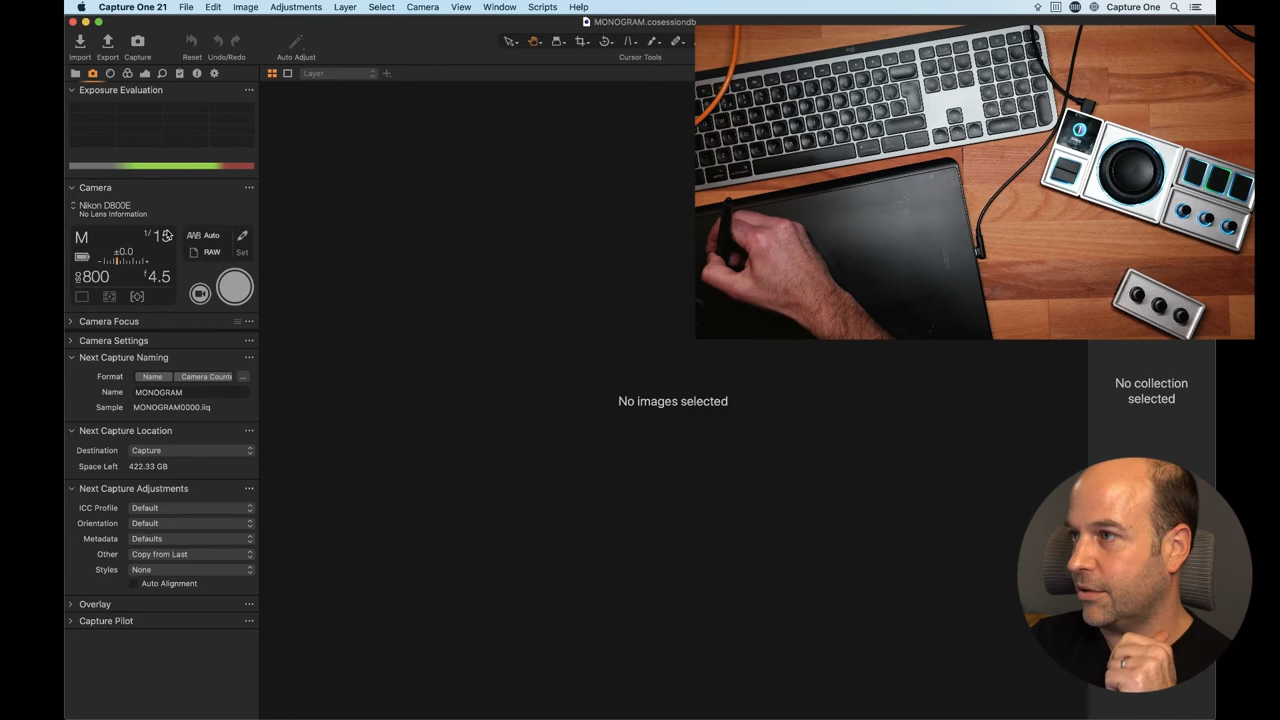 Capture One 21 File Edit Image Adjustments Layer Select Camera View Window Scripts Help Capture One
MONOGRAM.cosessiondb
Import Export Capture Reset Undo/Redo Auto Adjust Cursor Tools
Layer
Exposure Evaluation
Camera
Nikon D800E
No Lens Information
M 1/ 15 AWB Auto
±0.0
RAW Set
ISO 800 f 4.5
Camera Focus
Camera Settings
Next Capture Naming
Format Name Camera Counte ...
Name MONOGRAM
Sample MONOGRAM0000.iiq
Next Capture Location
Destination Capture
Space Left 422.33 GB
Next Capture Adjustments
ICC Profile Default
Orientation Default
Metadata Defaults
Other Copy from Last
Styles None
Auto Alignment
Overlay
Capture Pilot
No images selected
No collection
selected